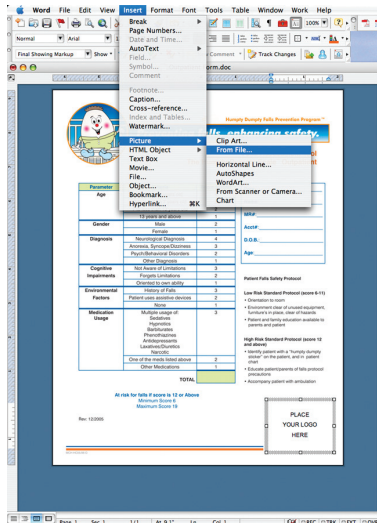 Word File Edit View Insert Format Font Tools Table Window Work Help
100%
Normal Arial
Final Showing Markup Show Comment Track Changes
orm.doc
Break
Page Numbers...
Date and Time...
AutoText
Field...
Symbol...
Comment
Footnote...
Caption...
Cross-reference...
Index and Tables...
Watermark...
Picture
HTML Object
Text Box
Movie...
File...
Object...
Bookmark...
Hyperlink... ⌘K
Clip Art...
From File...
Horizontal Line...
AutoShapes
WordArt...
From Scanner or Camera...
Chart
Humpty Dumpty Falls Prevention Program™
lls, enhancing safety.
Parameter
Age
13 years and above 1
Gender Male 2
Female 1
Diagnosis Neurological Diagnosis 4
Anorexia, Syncope/Dizziness 3
Psych/Behavioral Disorders 2
Other Diagnosis 1
Cognitive Impairments Not Aware of Limitations 3
Forgets Limitations 2
Oriented to own ability 1
Environmental Factors History of Falls 3
Patient uses assistive devices 2
None 1
Medication Usage Multiple usage of 3
Sedatives
Hypnotics
Barbiturates
Phenothiazines
Antidepressants
Laxatives/Diuretics
Narcotic
One of the meds listed above 2
Other Medications 1
TOTAL
At risk for falls if score is 12 or Above
Minimum Score 6
Maximum Score 19
Rev: 12/2005
MR#:
Acct#:
D.O.B.:
Age:
Patient Falls Safety Protocol
Low Risk Standard Protocol (score 6-11)
• Orientation to room
• Environment clear of unused equipment,
furniture's in place, clear of hazards
• Patient and family education available to
parents and patient
High Risk Standard Protocol (score 12
and above)
• Identify patient with a "humpty dumpty
sticker" on the patient, and in patient
chart
• Educate patient/parents of falls protocol
precautions
• Accompany patient with ambulation
PLACE
YOUR LOGO
HERE
Page 1 Sec 1 1/1 At 9.1" Ln Col 1 REC TRK EXT OVR